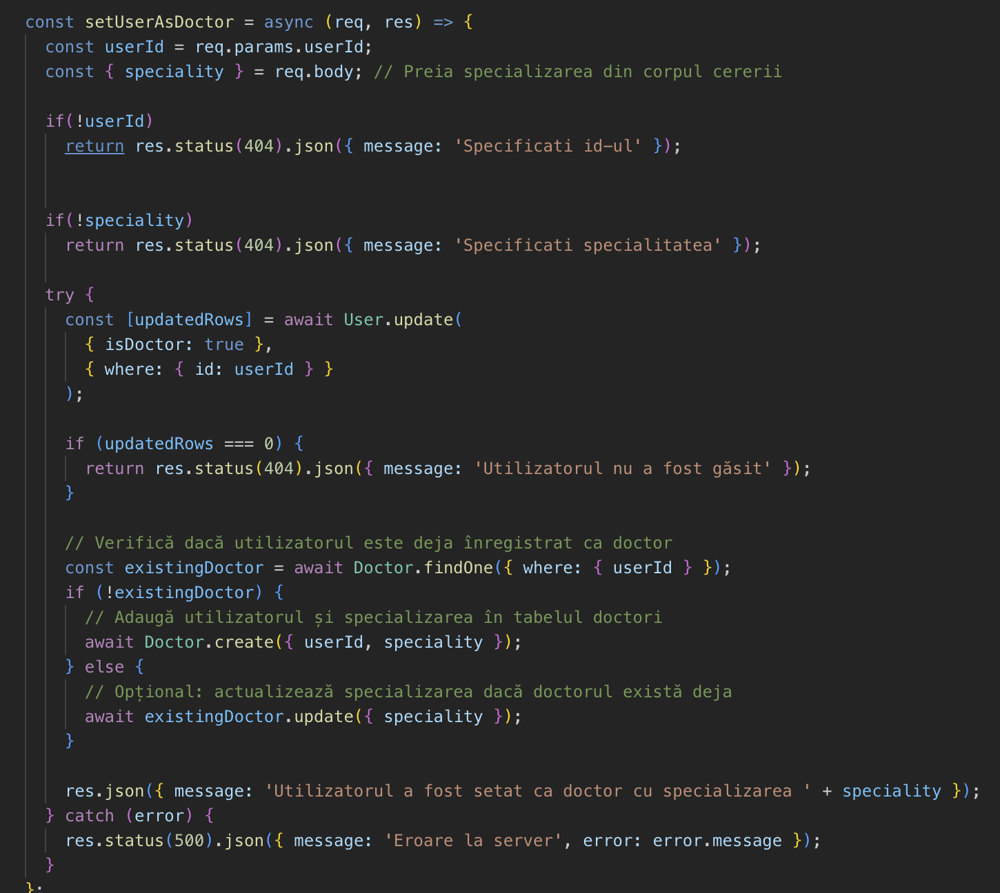 const setUserAsDoctor = async (req, res) => {
  const userId = req.params.userId;
  const { speciality } = req.body; // Preia specializarea din corpul cererii

  if(!userId)
    return res.status(404).json({ message: 'Specificati id-ul' });


  if(!speciality)
    return res.status(404).json({ message: 'Specificati specialitatea' });

  try {
    const [updatedRows] = await User.update(
      { isDoctor: true },
      { where: { id: userId } }
    );

    if (updatedRows === 0) {
      return res.status(404).json({ message: 'Utilizatorul nu a fost găsit' });
    }

    // Verifică dacă utilizatorul este deja înregistrat ca doctor
    const existingDoctor = await Doctor.findOne({ where: { userId } });
    if (!existingDoctor) {
      // Adaugă utilizatorul și specializarea în tabelul doctori
      await Doctor.create({ userId, speciality });
    } else {
      // Opțional: actualizează specializarea dacă doctorul există deja
      await existingDoctor.update({ speciality });
    }

    res.json({ message: 'Utilizatorul a fost setat ca doctor cu specializarea ' + speciality });
  } catch (error) {
    res.status(500).json({ message: 'Eroare la server', error: error.message });
  }
};